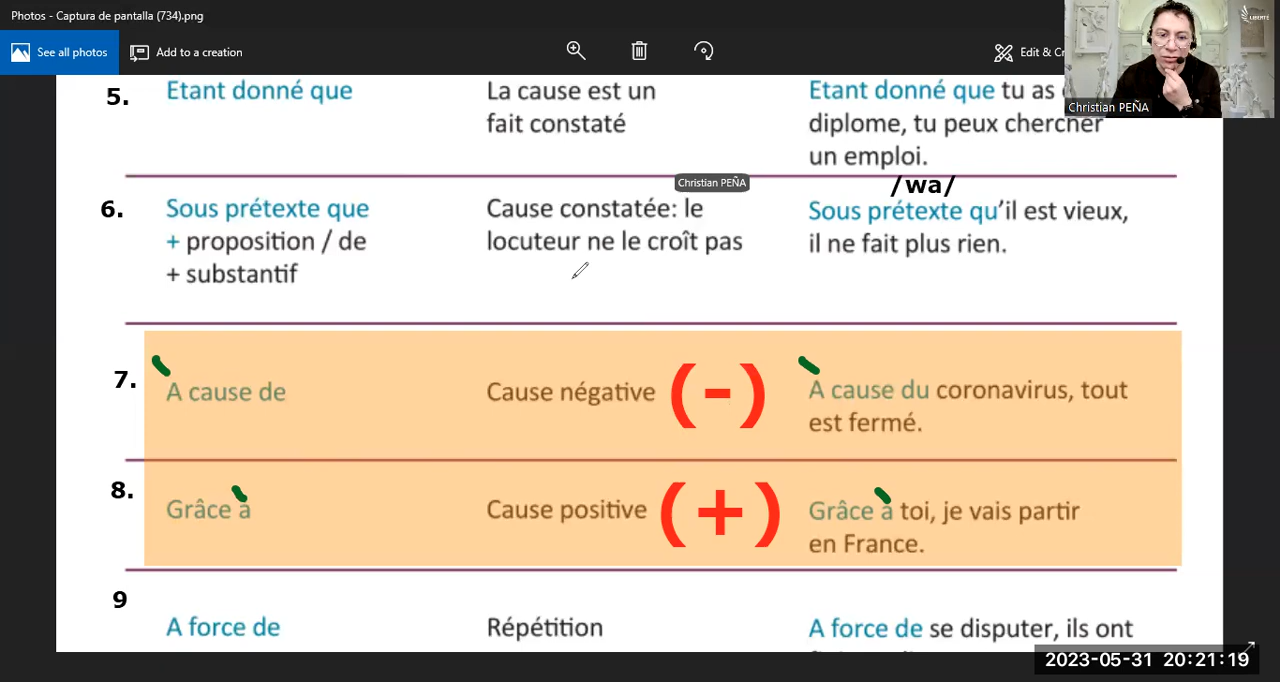 Photos - Captura de pantalla (734).png
See all photos
Add to a creation
Edit &
LIBERTÉ
Christian PEÑA
5. Etant donné que
La cause est un
fait constaté
Etant donné que tu as
diplome, tu peux chercher
un emploi.
Christian PEÑA
/wa/
6. Sous prétexte que
+ proposition / de
+ substantif
Cause constatée: le
locuteur ne le croît pas
Sous prétexte qu'il est vieux,
il ne fait plus rien.
7. A cause de
Cause négative (-)
A cause du coronavirus, tout
est fermé.
8. Grâce à
Cause positive (+)
Grâce à toi, je vais partir
en France.
9
A force de
Répétition
A force de se disputer, ils ont
2023-05-31 20:21:19